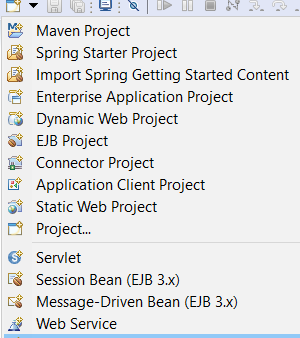 Maven Project
Spring Starter Project
Import Spring Getting Started Content
Enterprise Application Project
Dynamic Web Project
EJB Project
Connector Project
Application Client Project
Static Web Project
Project...
Servlet
Session Bean (EJB 3.x)
Message-Driven Bean (EJB 3.x)
Web Service